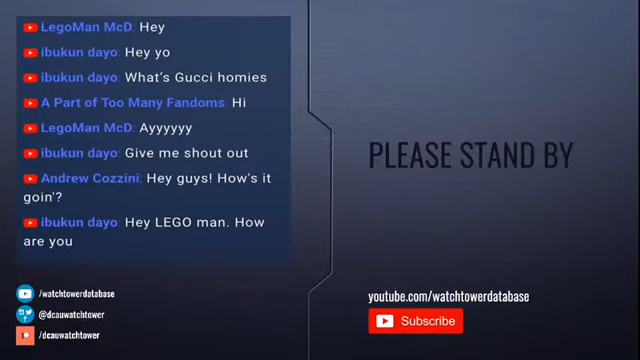 LegoMan McD: Hey
ibukun dayo: Hey yo
ibukun dayo: What's Gucci homies
A Part of Too Many Fandoms: Hi
LegoMan McD: Ayyyyyy
ibukun dayo: Give me shout out
Andrew Cozzini: Hey guys! How's it
goin'?
ibukun dayo: Hey LEGO man. How
are you
PLEASE STAND BY
/watchtowerdatabase
@dcauwatchtower
/dcauwatchtower
youtube.com/watchtowerdatabase
Subscribe